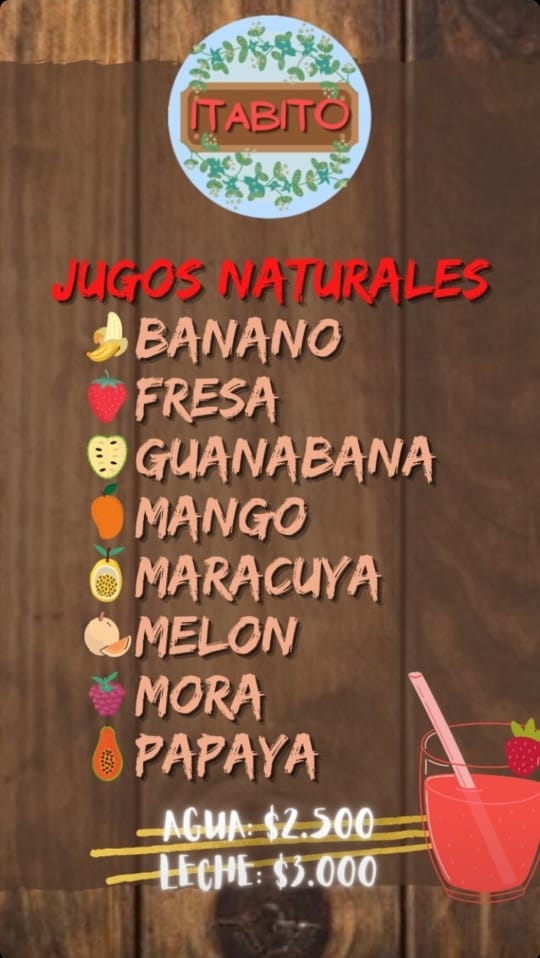 ITABITO
JUGOS NATURALES
BANANO
FRESA
GUANABANA
MANGO
MARACUYA
MELON
MORA
PAPAYA
AGUA: $2.500
LECHE: $3.000